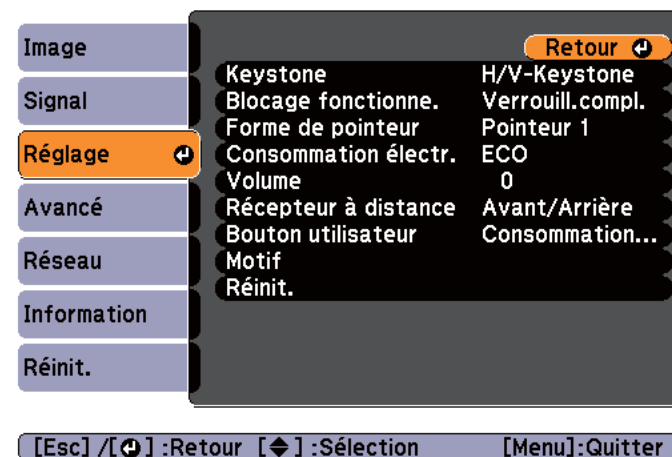 Image
Signal
Réglage
Avancé
Réseau
Information
Réinit.
Retour
Keystone H/V-Keystone
Blocage fonctionne. Verrouill.compl.
Forme de pointeur Pointeur 1
Consommation électr. ECO
Volume 0
Récepteur à distance Avant/Arrière
Bouton utilisateur Consommation...
Motif
Réinit.
[Esc] /[ ] :Retour [ ] :Sélection [Menu]:Quitter